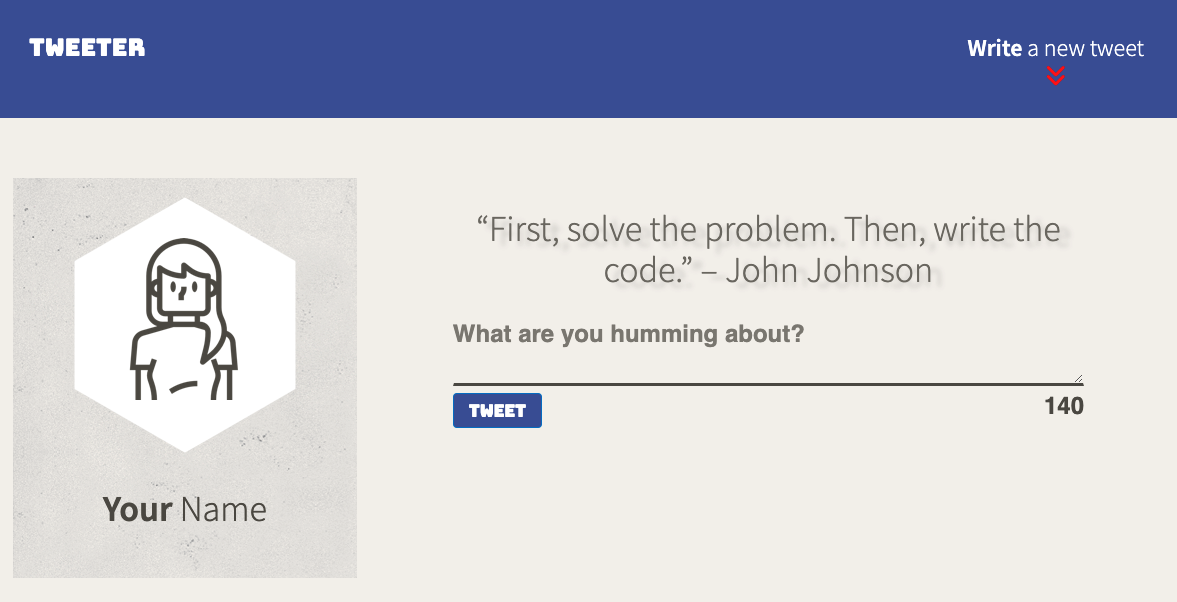 TWEETER
Write a new tweet
“First, solve the problem. Then, write the
code.” – John Johnson
What are you humming about?
TWEET
140
Your Name